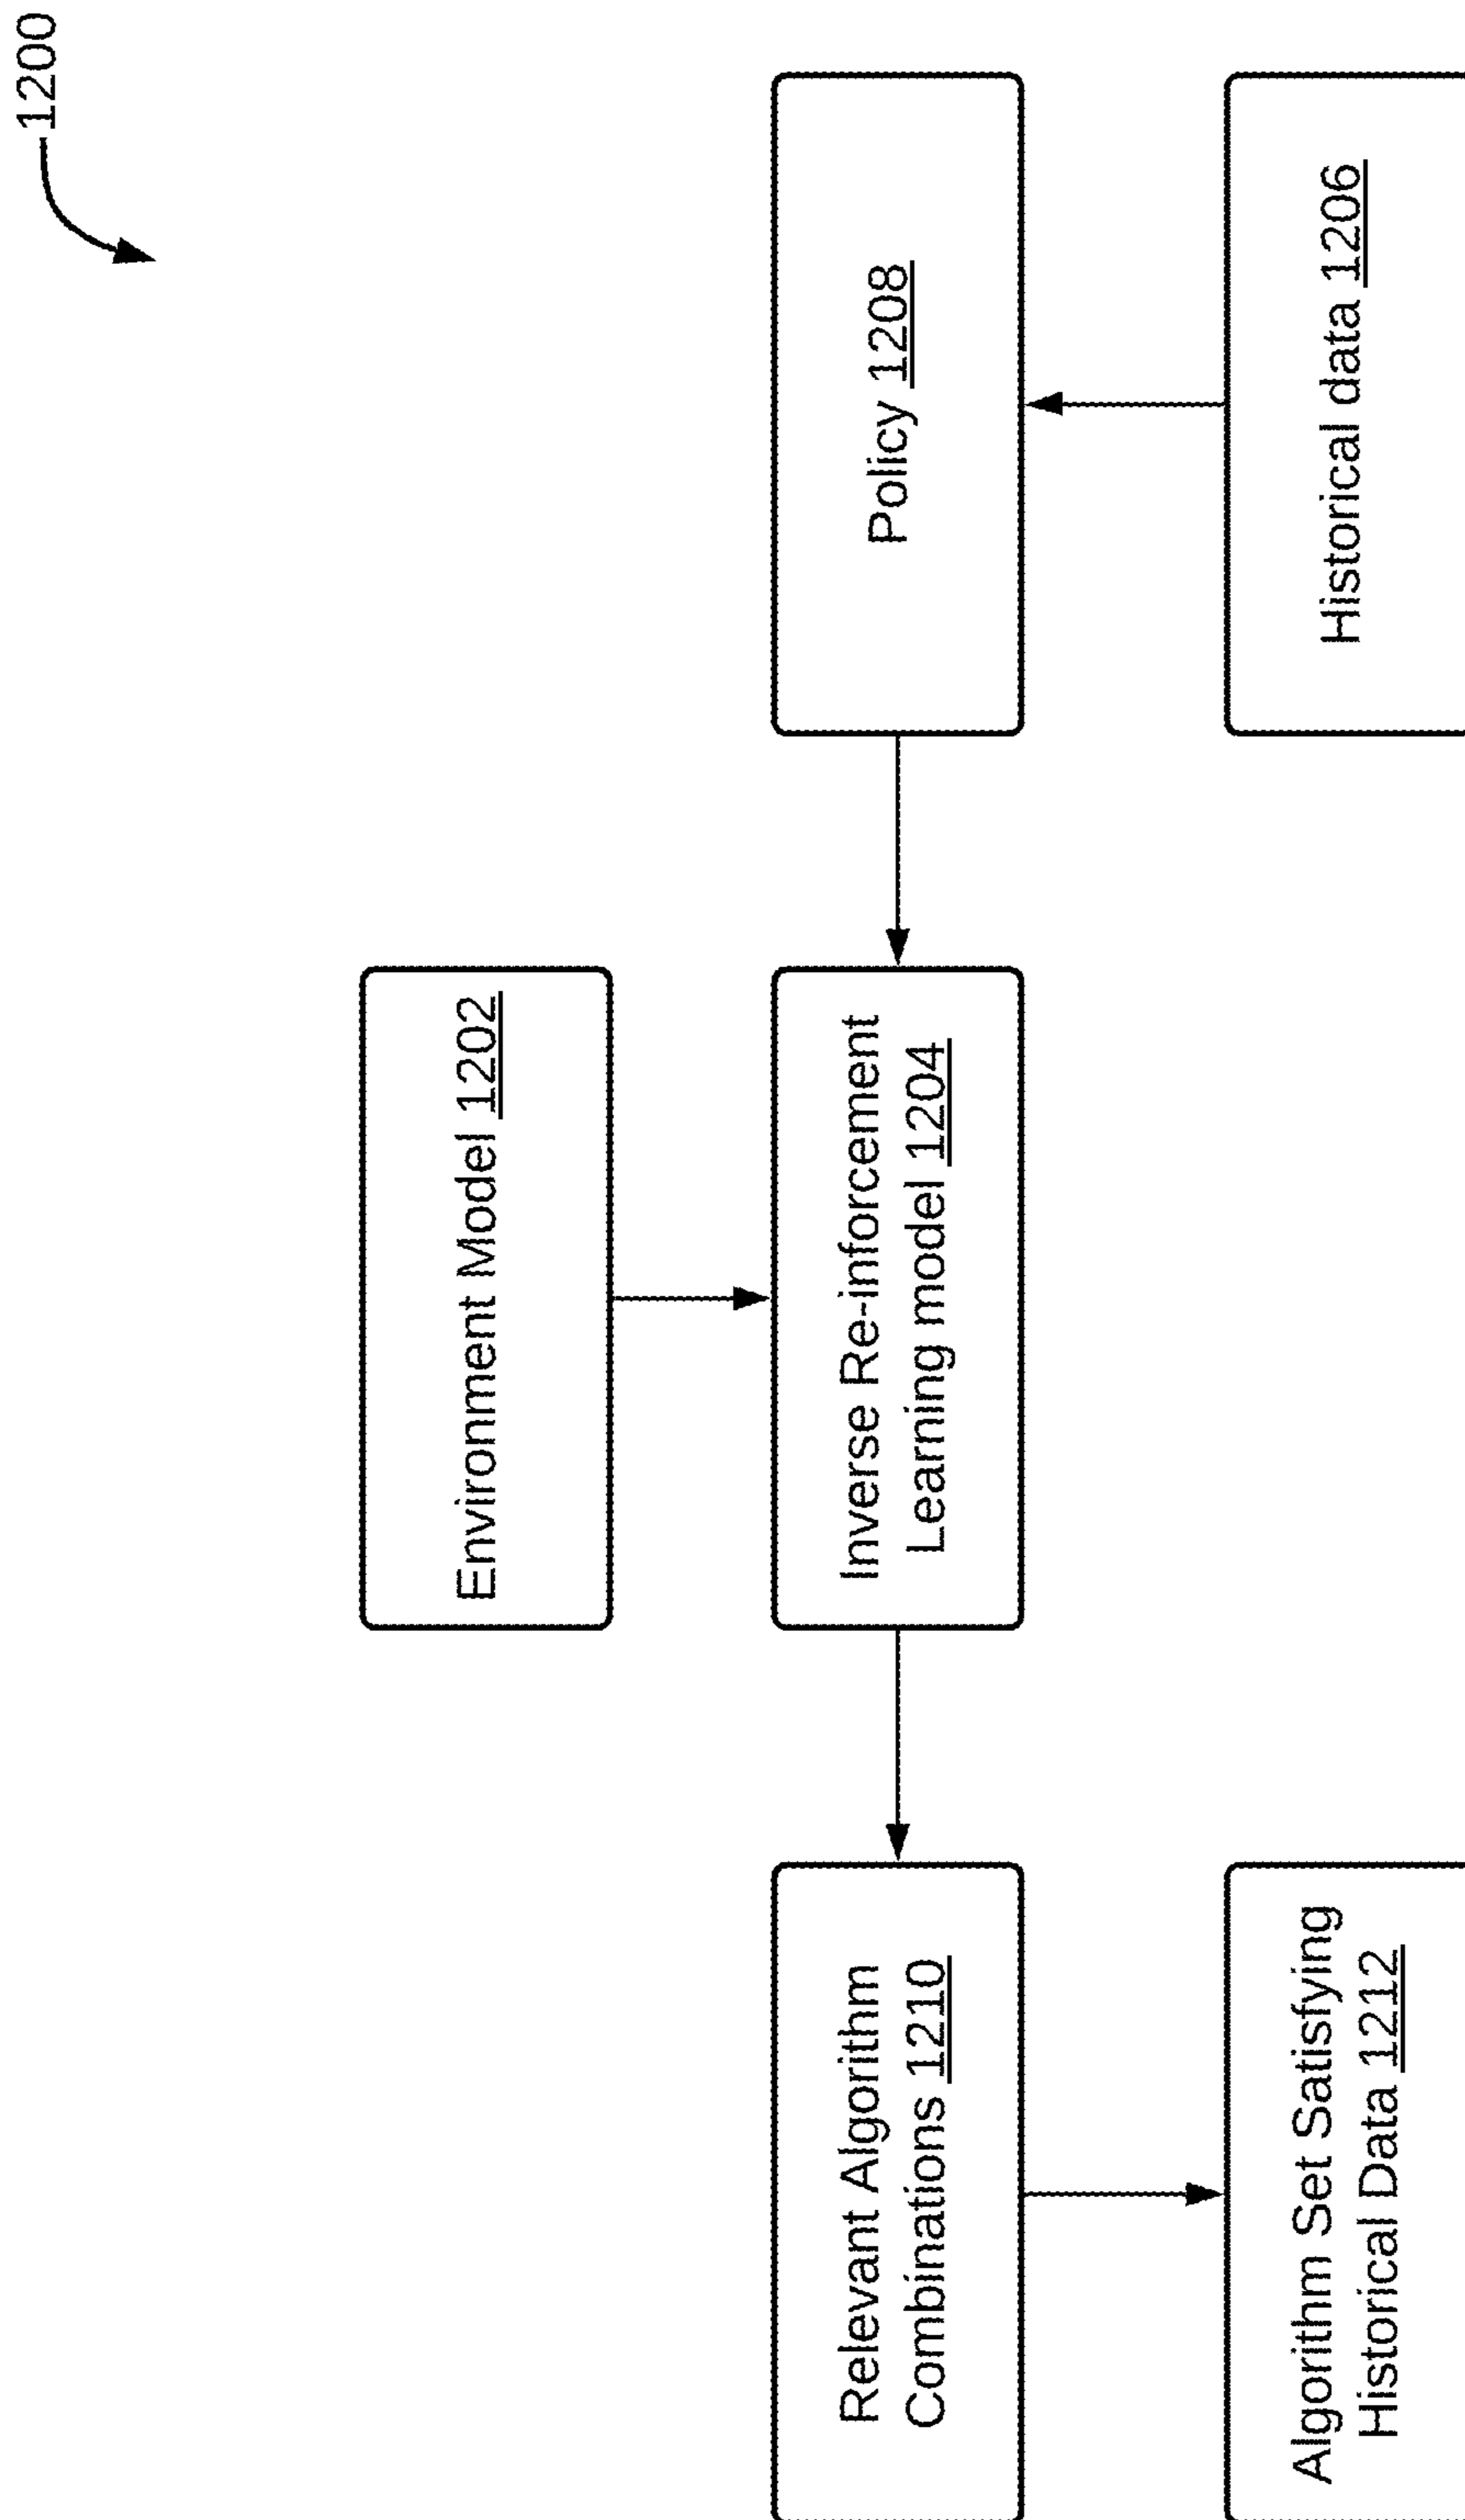 1200
Environment Model 1202
Relevant Algorithm
Combinations 1210
Inverse Re-inforcement
Learning model 1204
Policy 1208
Algorithm Set Satisfying
Historical Data 1212
Historical data 1206